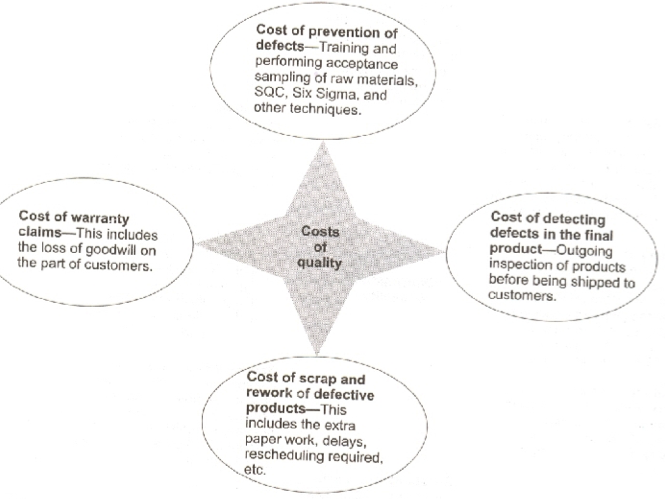 Cost of prevention of
defects—Training and
performing acceptance
sampling of raw materials,
SQC, Six Sigma, and
other techniques.
Cost of warranty
claims—This includes
the loss of goodwill on
the part of customers.
Costs
of
quality
Cost of detecting
defects in the final
product—Outgoing
inspection of products
before being shipped to
customers.
Cost of scrap and
rework of defective
products—This
includes the extra
paper work, delays,
rescheduling required,
etc.